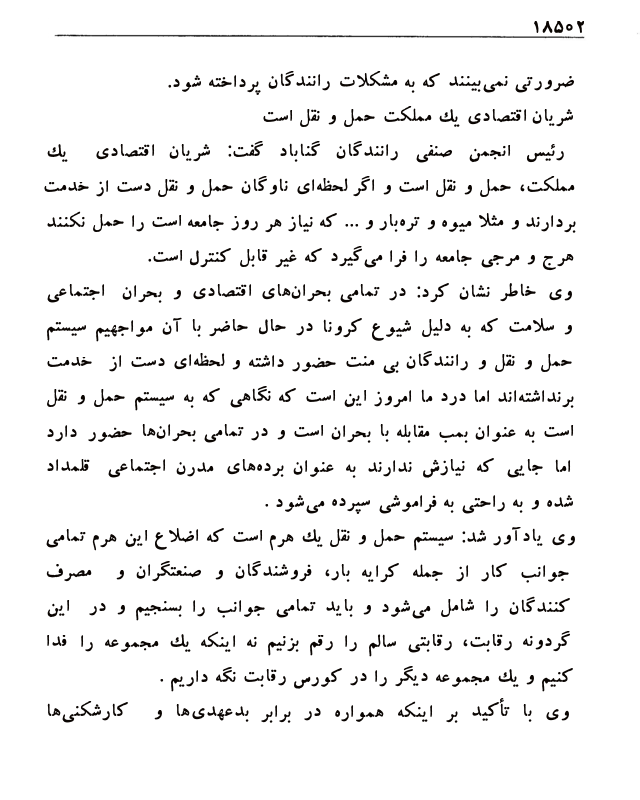 ۱۸۵۰۲
ضرورتی نمی‌بینند که به مشکلات رانندگان پرداخته شود.
شریان اقتصادی یك مملکت حمل و نقل است
رئیس انجمن صنفی رانندگان گناباد گفت: شریان اقتصادی یك
مملکت، حمل و نقل است و اگر لحظه‌ای ناوگان حمل و نقل دست از خدمت
بردارند و مثلا میوه و تره‌بار و ... که نیاز هر روز جامعه است را حمل نکنند
هرج و مرجی جامعه را فرا می‌گیرد که غیر قابل کنترل است.
وی خاطر نشان کرد: در تمامی بحران‌های اقتصادی و بحران اجتماعی
و سلامت که به دلیل شیوع کرونا در حال حاضر با آن مواجهیم سیستم
حمل و نقل و رانندگان بی منت حضور داشته و لحظه‌ای دست از خدمت
برنداشته‌اند اما درد ما امروز این است که نگاهی که به سیستم حمل و نقل
است به عنوان بمب مقابله با بحران است و در تمامی بحران‌ها حضور دارد
اما جایی که نیازش ندارند به عنوان برده‌های مدرن اجتماعی قلمداد
شده و به راحتی به فراموشی سپرده می‌شود .
وی یادآور شد: سیستم حمل و نقل یك هرم است که اضلاع این هرم تمامی
جوانب کار از جمله کرایه بار، فروشندگان و صنعتگران و مصرف
کنندگان را شامل می‌شود و باید تمامی جوانب را بسنجیم و در این
گردونه رقابت، رقابتی سالم را رقم بزنیم نه اینکه یك مجموعه را فدا
کنیم و یك مجموعه دیگر را در کورس رقابت نگه داریم .
وی با تأکید بر اینکه همواره در برابر بدعهدی‌ها و کارشکنی‌ها